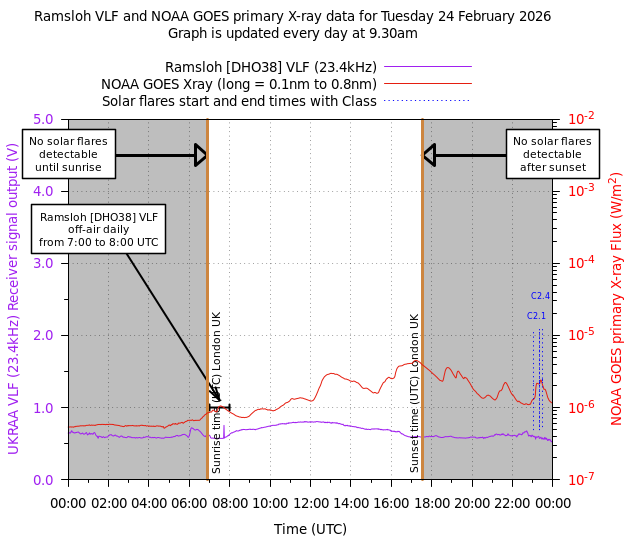 Ramsloh VLF and NOAA GOES primary X-ray data for Tuesday 24 February 2026
Graph is updated every day at 9.30am
Ramsloh [DHO38] VLF (23.4kHz)
NOAA GOES Xray (long = 0.1nm to 0.8nm)
Solar flares start and end times with Class
5.0
4.0
3.0
2.0
1.0
0.0
UKRAA VLF (23.4kHz) Receiver signal output (V)
No solar flares
detectable
until sunrise
Ramsloh [DHO38] VLF
off-air daily
from 7:00 to 8:00 UTC
Sunrise time (UTC) London UK
Sunset time (UTC) London UK
No solar flares
detectable
after sunset
C2.4
C2.1
10-2
10-3
10-4
10-5
10-6
10-7
NOAA GOES primary X-ray Flux (W/m2)
00:00 02:00 04:00 06:00 08:00 10:00 12:00 14:00 16:00 18:00 20:00 22:00 00:00
Time (UTC)